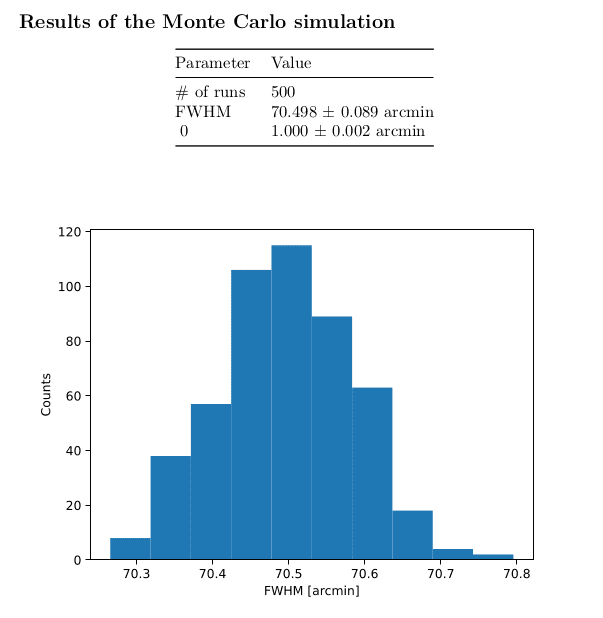 Results of the Monte Carlo simulation
Parameter Value
# of runs 500
FWHM 70.498 ± 0.089 arcmin
0 1.000 ± 0.002 arcmin
120
100
80
60
40
20
0
Counts
70.3 70.4 70.5 70.6 70.7 70.8
FWHM [arcmin]